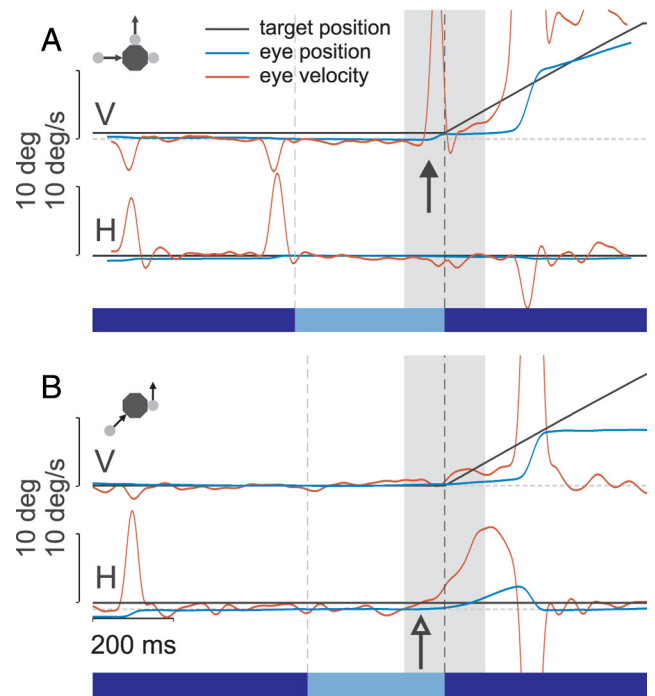 A
target position
eye position
eye velocity
V
10 deg
10 deg/s
H
B
V
10 deg
10 deg/s
H
200 ms